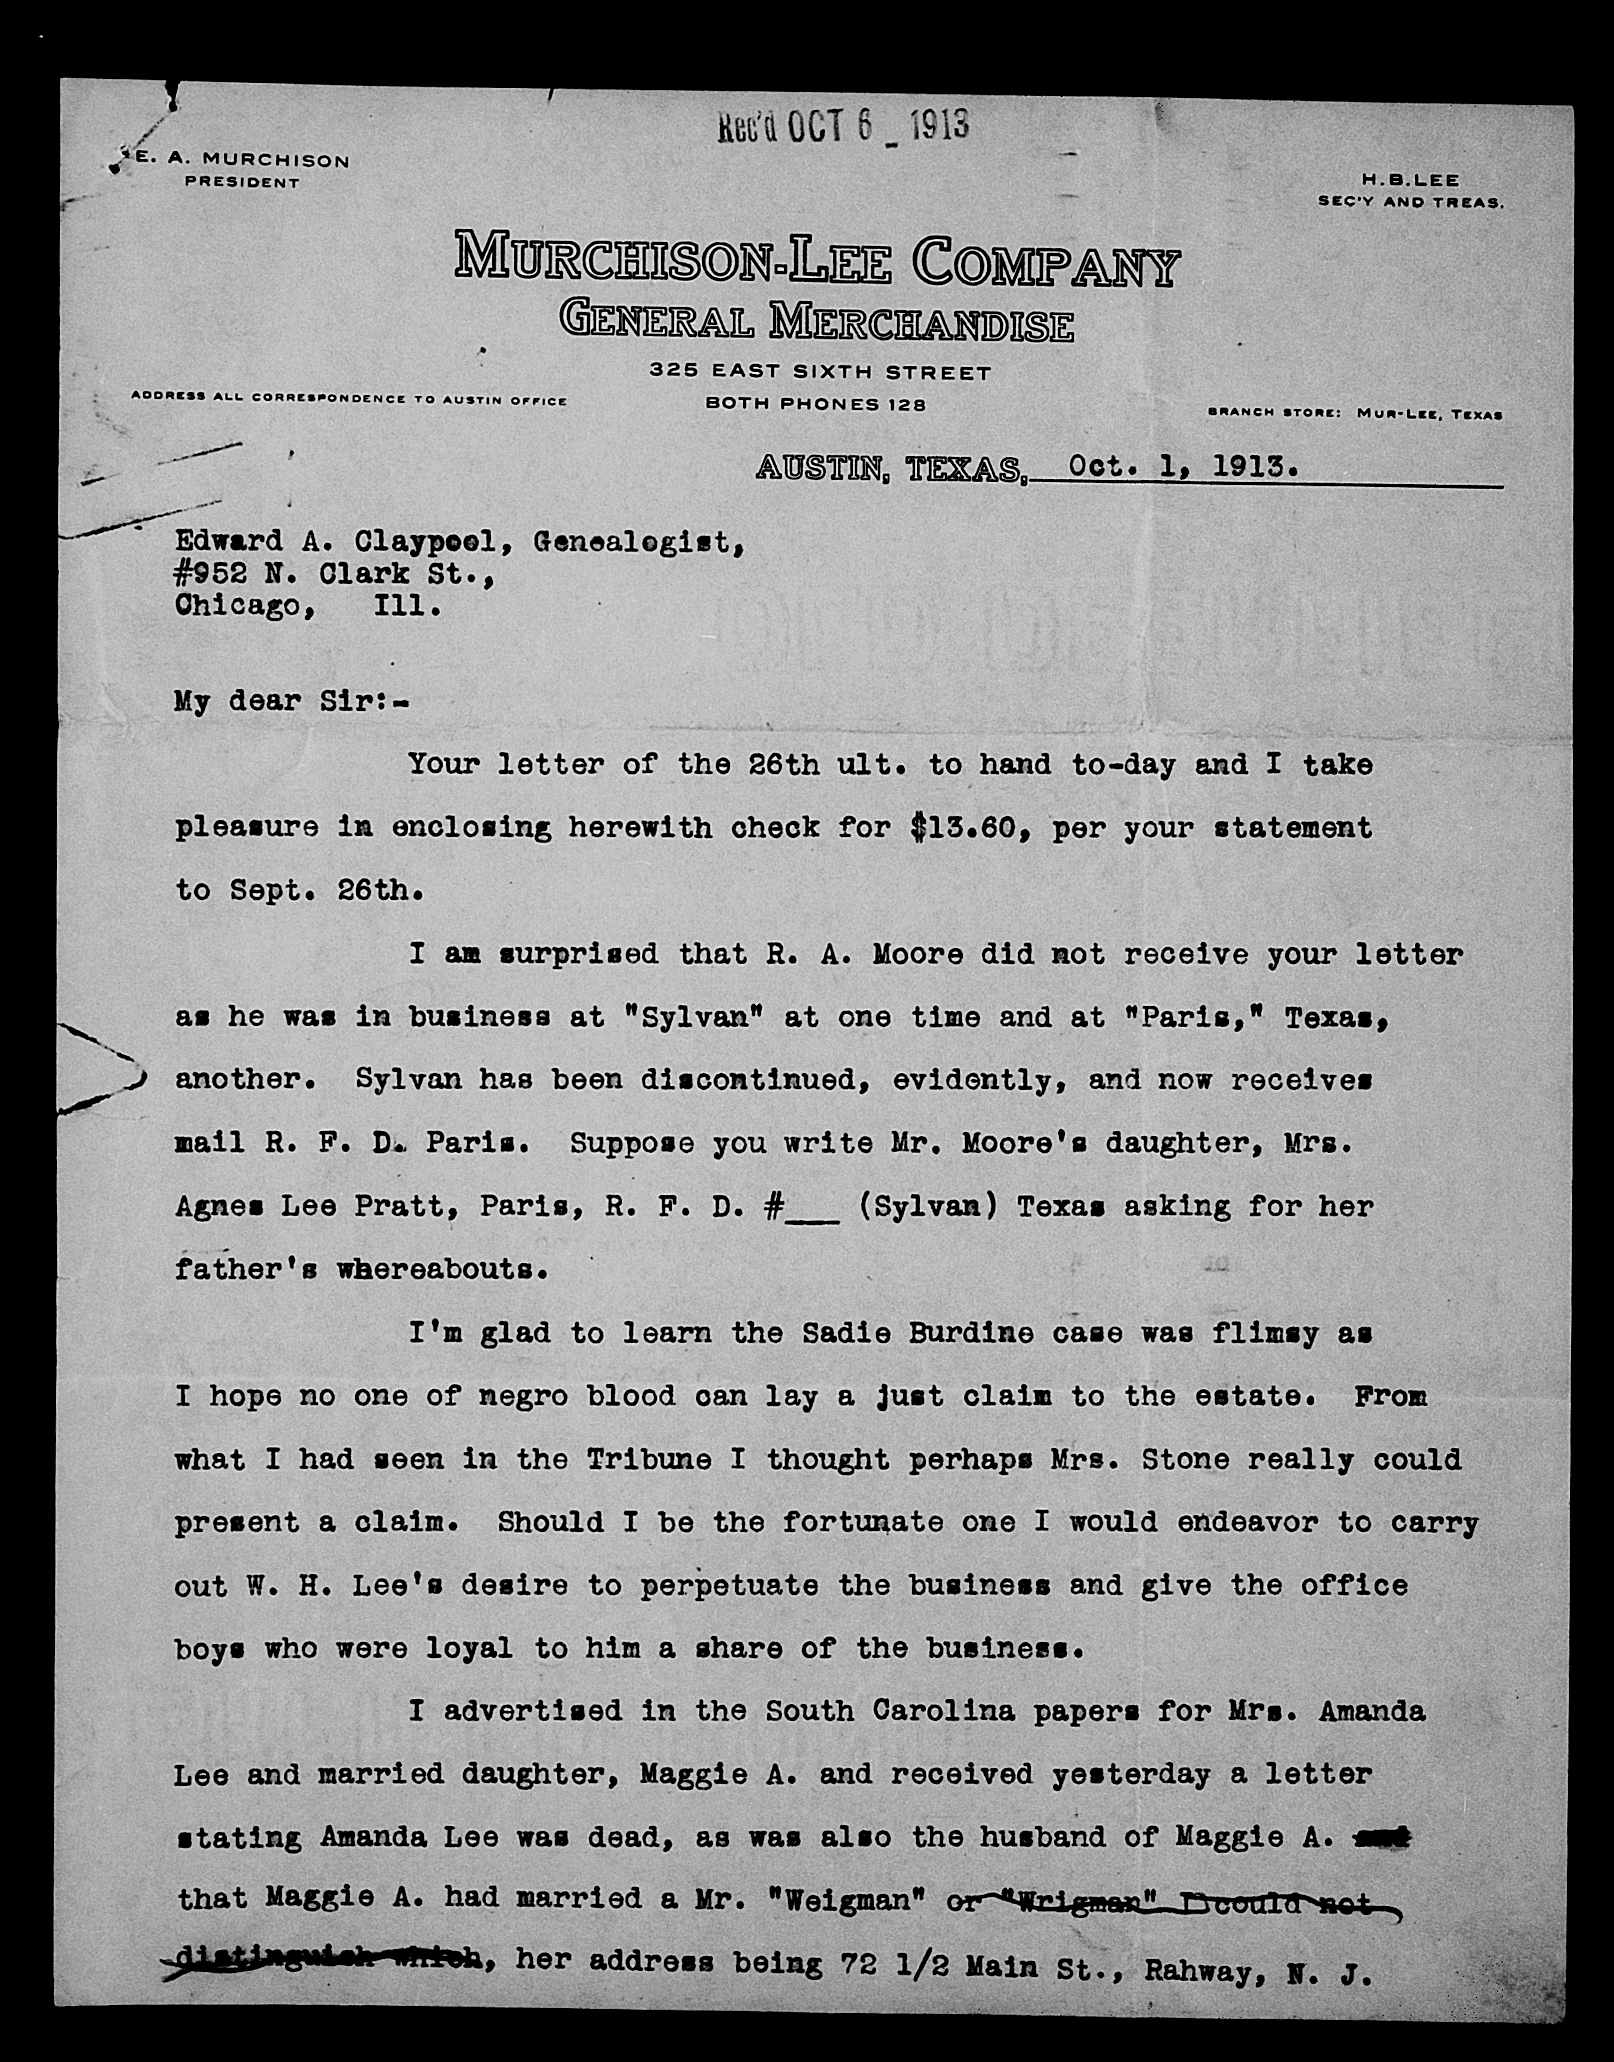 Rec'd OCT 6 - 1913
E. A. MURCHISON
PRESIDENT
H.B.LEE
SEC'Y AND TREAS.
MURCHISON-LEE COMPANY
GENERAL MERCHANDISE
325 EAST SIXTH STREET
ADDRESS ALL CORRESPONDENCE TO AUSTIN OFFICE
BOTH PHONES 128
BRANCH STORE: MUR-LEE, TEXAS
AUSTIN, TEXAS, Oct. 1, 1913.
Edward A. Claypool, Genealogist,
#952 N. Clark St.,
Chicago, Ill.
My dear Sir:-
Your letter of the 26th ult. to hand to-day and I take
pleasure in enclosing herewith check for $13.60, per your statement
to Sept. 26th.
I am surprised that R. A. Moore did not receive your letter
as he was in business at "Sylvan" at one time and at "Paris," Texas,
another. Sylvan has been discontinued, evidently, and now receives
mail R. F. D. Paris. Suppose you write Mr. Moore's daughter, Mrs.
Agnes Lee Pratt, Paris, R. F. D. #___ (Sylvan) Texas asking for her
father's whereabouts.
I'm glad to learn the Sadie Burdine case was flimsy as
I hope no one of negro blood can lay a just claim to the estate. From
what I had seen in the Tribune I thought perhaps Mrs. Stone really could
present a claim. Should I be the fortunate one I would endeavor to carry
out W. H. Lee's desire to perpetuate the business and give the office
boys who were loyal to him a share of the business.
I advertised in the South Carolina papers for Mrs. Amanda
Lee and married daughter, Maggie A. and received yesterday a letter
stating Amanda Lee was dead, as was also the husband of Maggie A. and
that Maggie A. had married a Mr. "Weigman" or "Wrigman" I could not
distinguish which, her address being 72 1/2 Main St., Rahway, N. J.